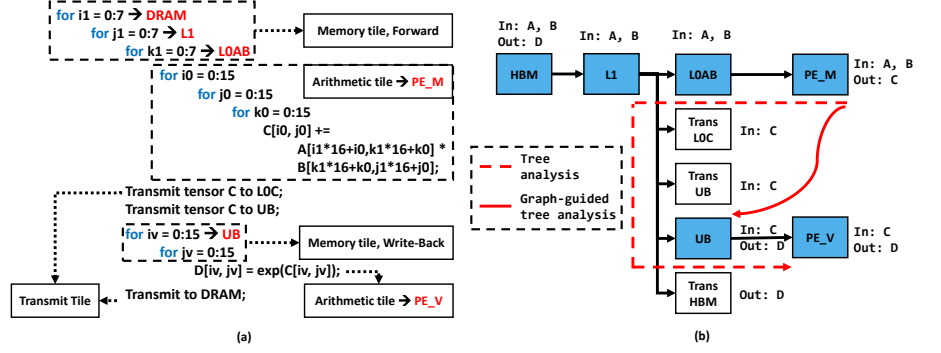 for i1 = 0:7 → DRAM
for j1 = 0:7 → L1
for k1 = 0:7 → L0AB
Memory tile, Forward
for i0 = 0:15
for j0 = 0:15
for k0 = 0:15
C[i0, j0] +=
A[i1*16+i0,k1*16+k0] *
B[k1*16+k0,j1*16+j0];
Arithmetic tile → PE_M
Transmit tensor C to L0C;
Transmit tensor C to UB;
for iv = 0:15 → UB
for jv = 0:15
Memory tile, Write-Back
D[iv, jv] = exp(C[iv, jv]);
Transmit to DRAM;
Transmit Tile
Arithmetic tile → PE_V
(a)
In: A, B
Out: D
In: A, B
In: A, B
HBM
L1
L0AB
PE_M
In: A, B
Out: C
Trans
L0C
In: C
Tree
analysis
Graph-guided
tree analysis
Trans
UB
In: C
UB
In: C
Out: D
PE_V
In: C
Out: D
Trans
HBM
Out: D
(b)